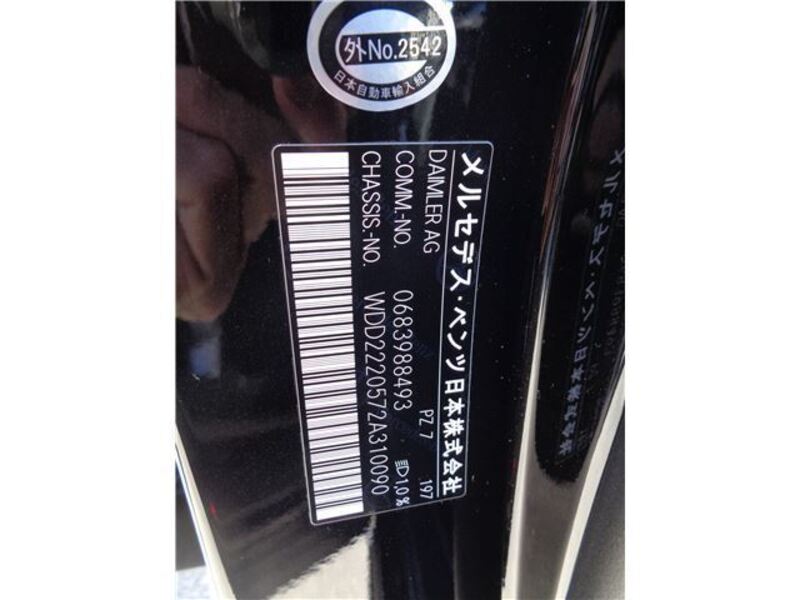 外No.2542
日本自動車輸入組合
メルセデス・ベンツ日本株式会社
DAIMLER AG PZ 7 197
COMM.-NO. 0683988493 1,0%
CHASSIS.-NO. WDD2220572A310090